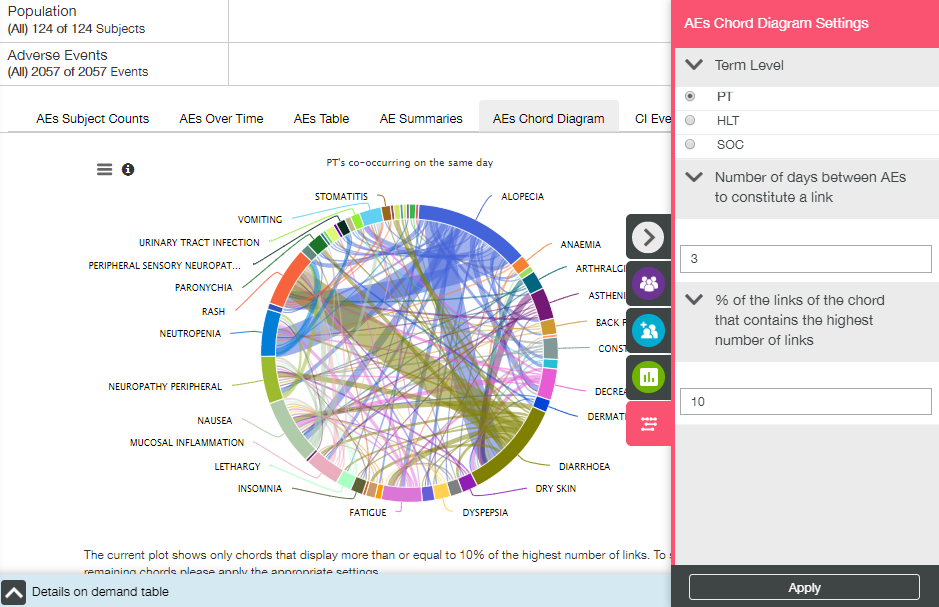 Population
(All) 124 of 124 Subjects
Adverse Events
(All) 2057 of 2057 Events
AEs Subject Counts
AEs Over Time
AEs Table
AE Summaries
AEs Chord Diagram
CI Eve
PT's co-occurring on the same day
STOMATITIS
ALOPECIA
VOMITING
URINARY TRACT INFECTION
ANAEMIA
PERIPHERAL SENSORY NEUROPAT...
ARTHRALGI
PARONYCHIA
ASTHENI
RASH
BACK P
NEUTROPENIA
CONST
NEUROPATHY PERIPHERAL
DECREA
NAUSEA
DERMAT
MUCOSAL INFLAMMATION
LETHARGY
DIARRHOEA
INSOMNIA
DRY SKIN
FATIGUE
DYSPEPSIA
The current plot shows only chords that display more than or equal to 10% of the highest number of links. To
remaining chords please apply the appropriate settings
Details on demand table
AEs Chord Diagram Settings
Term Level
PT
HLT
SOC
Number of days between AEs
to constitute a link
3
% of the links of the chord
that contains the highest
number of links
10
Apply